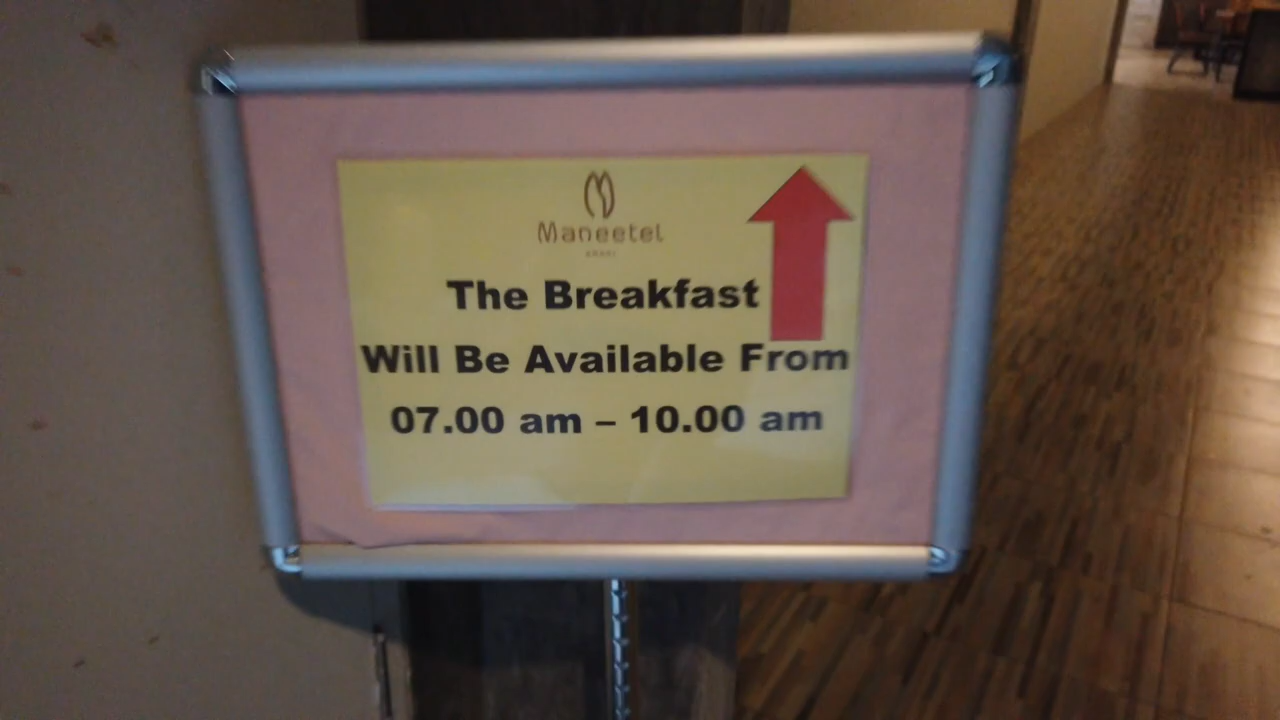 Maneetel
The Breakfast
Will Be Available From
07.00 am – 10.00 am